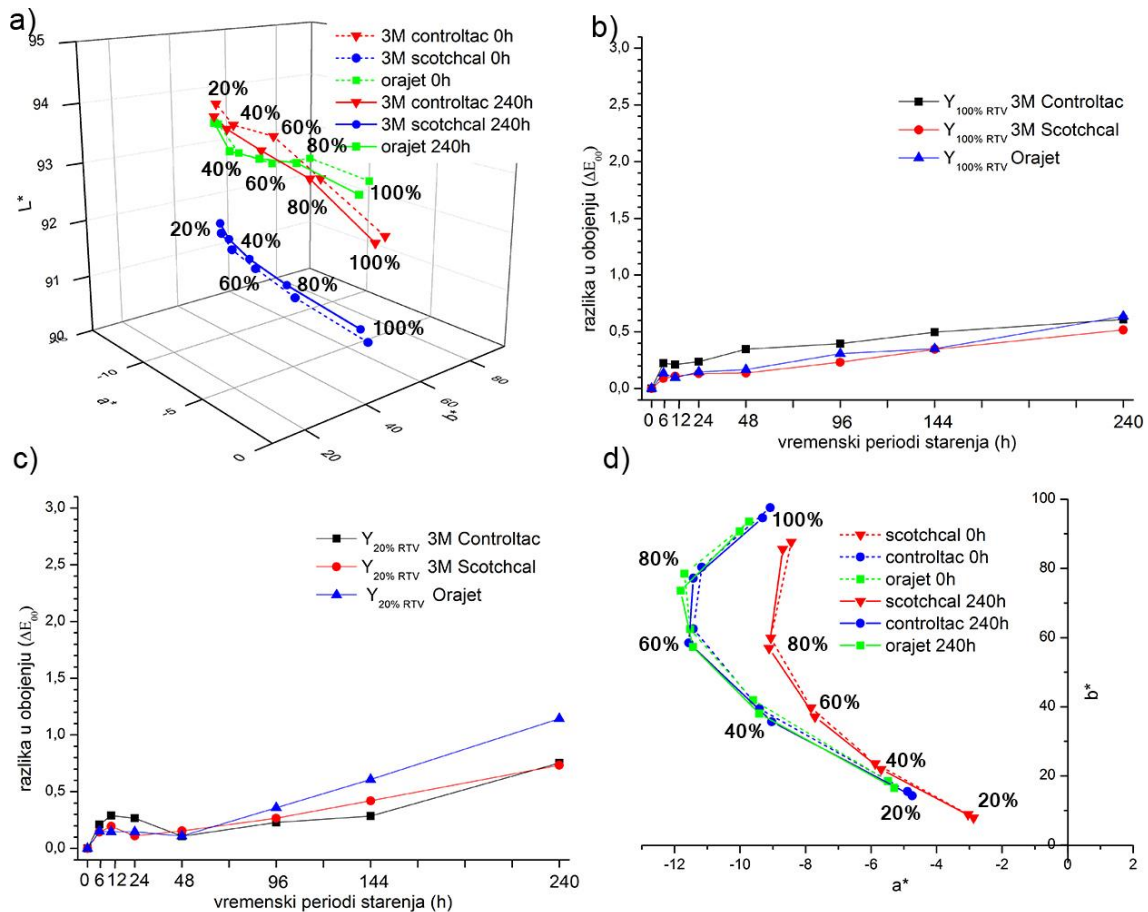 a)
95
94
93
92
91
90
L*
90
-10
-5
0
a*
20
40
60
80
b*
3M controltac 0h
3M scotchcal 0h
orajet 0h
3M controltac 240h
3M scotchcal 240h
orajet 240h
20%
40%
60%
80%
100%
40%
60%
80%
100%
20%
40%
60%
80%
100%
b)
3,0
2,5
2,0
1,5
1,0
0,5
0,0
razlika u obojenju (ΔE00)
Y100% RTV 3M Controltac
Y100% RTV 3M Scotchcal
Y100% RTV Orajet
0 6 12 24 48 96 144 240
vremenski periodi starenja (h)
c)
3,0
2,5
2,0
1,5
1,0
0,5
0,0
razlika u obojenju (ΔE00)
Y20% RTV 3M Controltac
Y20% RTV 3M Scotchcal
Y20% RTV Orajet
0 6 12 24 48 96 144 240
vremenski periodi starenja (h)
d)
100
80
60
40
20
0
b*
scotchcal 0h
controltac 0h
orajet 0h
scotchcal 240h
controltac 240h
orajet 240h
100%
80%
60%
40%
20%
80%
60%
40%
20%
-12 -10 -8 -6 -4 -2 0 2
a*